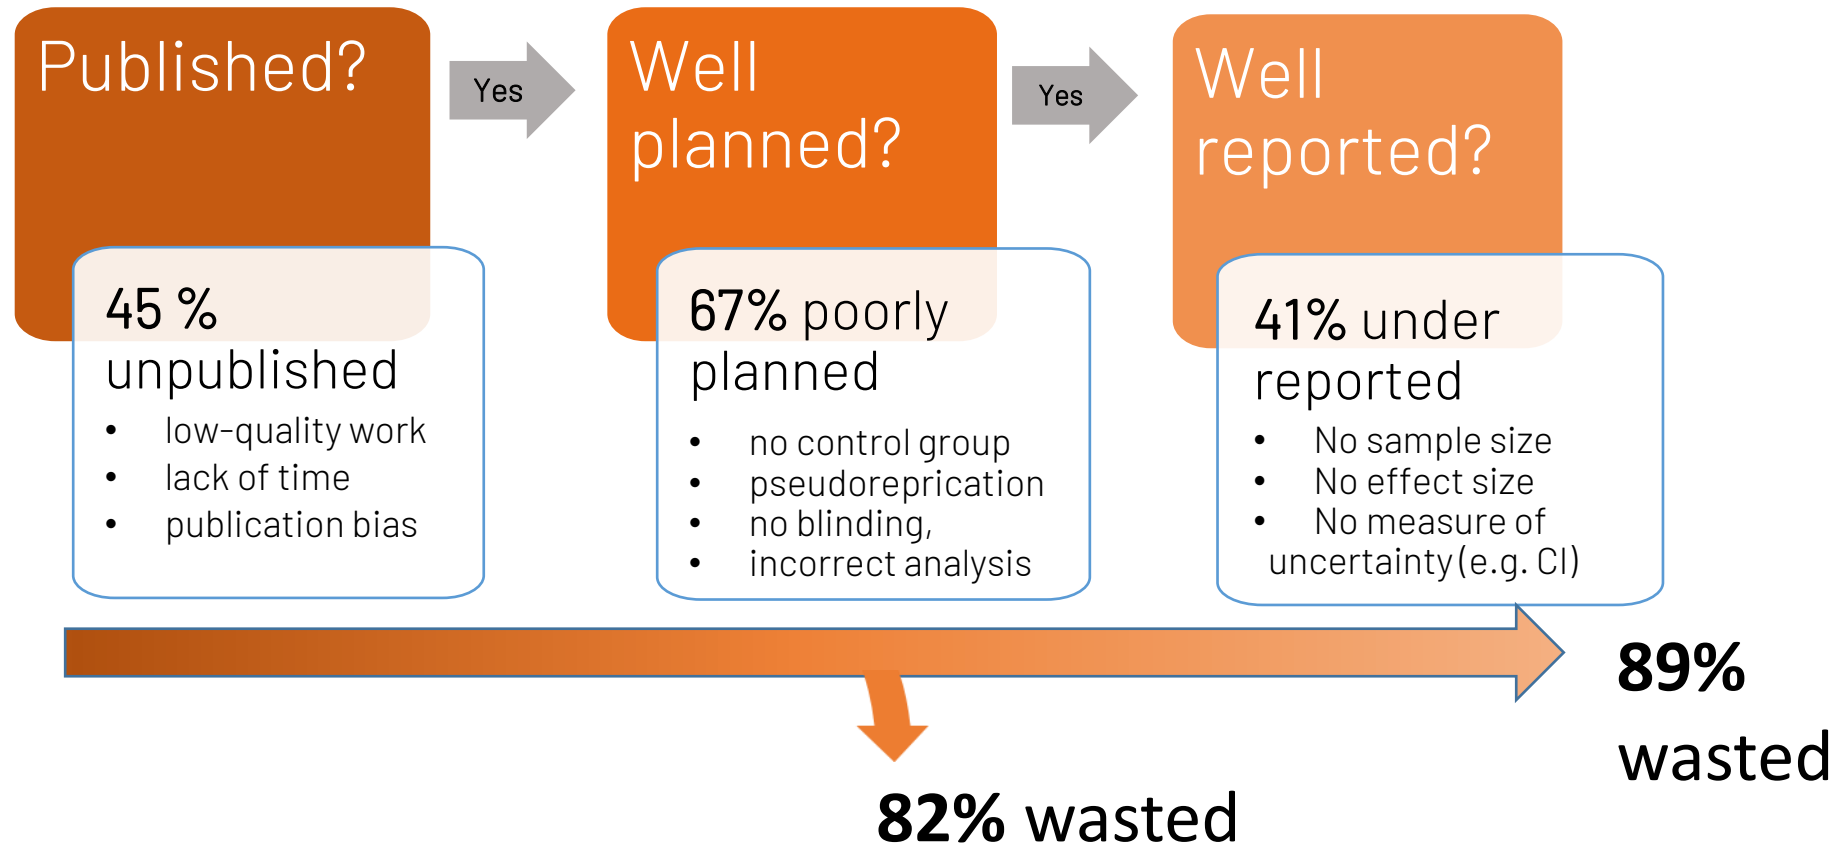 Published?
Yes
Well
planned?
Yes
Well
reported?
45 %
unpublished
• low-quality work
• lack of time
• publication bias
67% poorly
planned
• no control group
• pseudoreprication
• no blinding,
• incorrect analysis
41% under
reported
• No sample size
• No effect size
• No measure of
uncertainty (e.g. CI)
89%
wasted
82% wasted